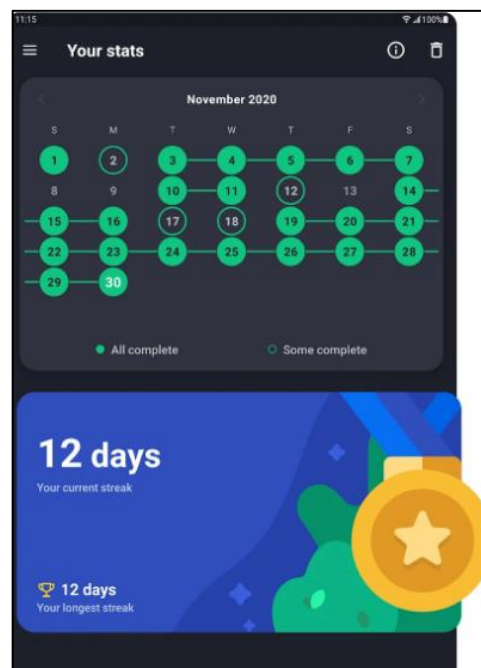 11:15 100%
Your stats
November 2020
S M T W T F S
1 2 3 4 5 6 7
8 9 10 11 12 13 14
15 16 17 18 19 20 21
22 23 24 25 26 27 28
29 30
All complete Some complete
12 days
Your current streak
12 days
Your longest streak